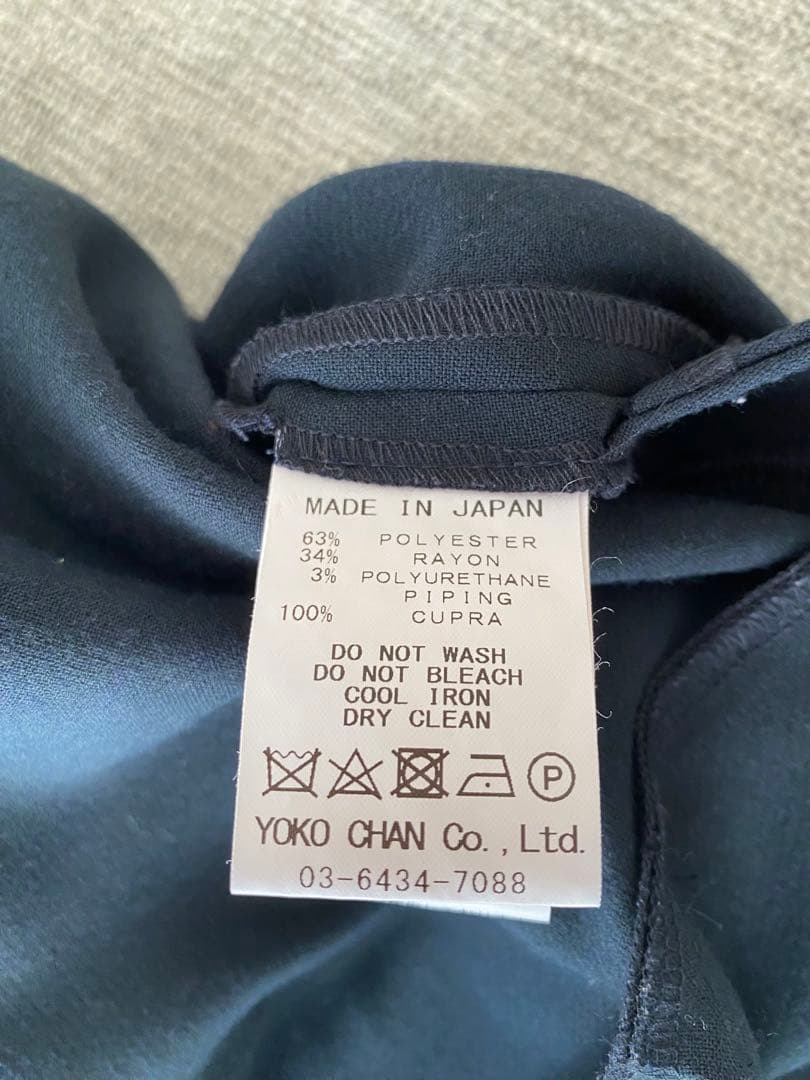 MADE IN JAPAN
63% POLYESTER
34% RAYON
3% POLYURETHANE
PIPING
100% CUPRA
DO NOT WASH
DO NOT BLEACH
COOL IRON
DRY CLEAN
P
YOKO CHAN Co., Ltd.
03-6434-7088